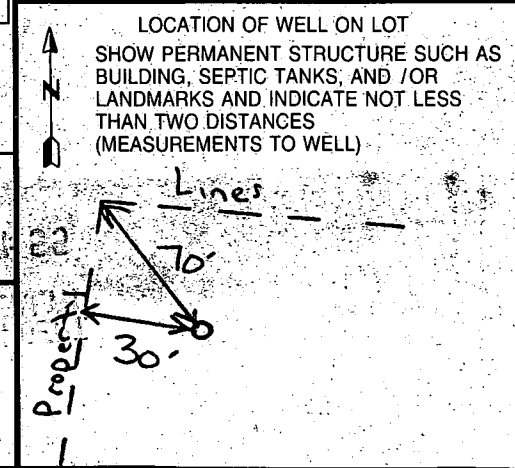 LOCATION OF WELL ON LOT
SHOW PERMANENT STRUCTURE SUCH AS
BUILDING, SEPTIC TANKS, AND /OR
LANDMARKS AND INDICATE NOT LESS
THAN TWO DISTANCES
(MEASUREMENTS TO WELL)
N
Lines
70'
30'
Property